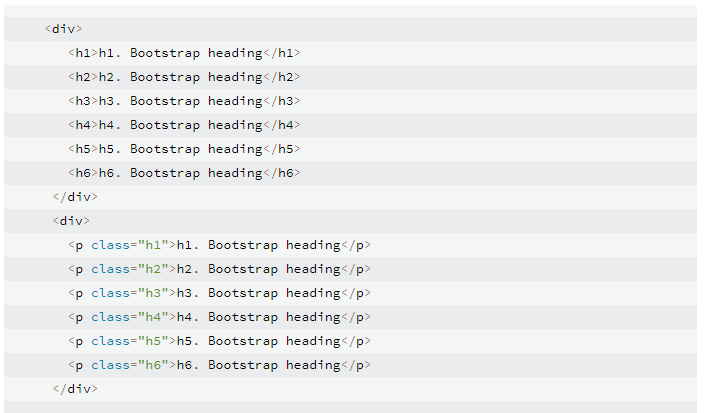 <div>
<h1>h1. Bootstrap heading</h1>
<h2>h2. Bootstrap heading</h2>
<h3>h3. Bootstrap heading</h3>
<h4>h4. Bootstrap heading</h4>
<h5>h5. Bootstrap heading</h5>
<h6>h6. Bootstrap heading</h6>
</div>
<div>
<p class="h1">h1. Bootstrap heading</p>
<p class="h2">h2. Bootstrap heading</p>
<p class="h3">h3. Bootstrap heading</p>
<p class="h4">h4. Bootstrap heading</p>
<p class="h5">h5. Bootstrap heading</p>
<p class="h6">h6. Bootstrap heading</p>
</div>